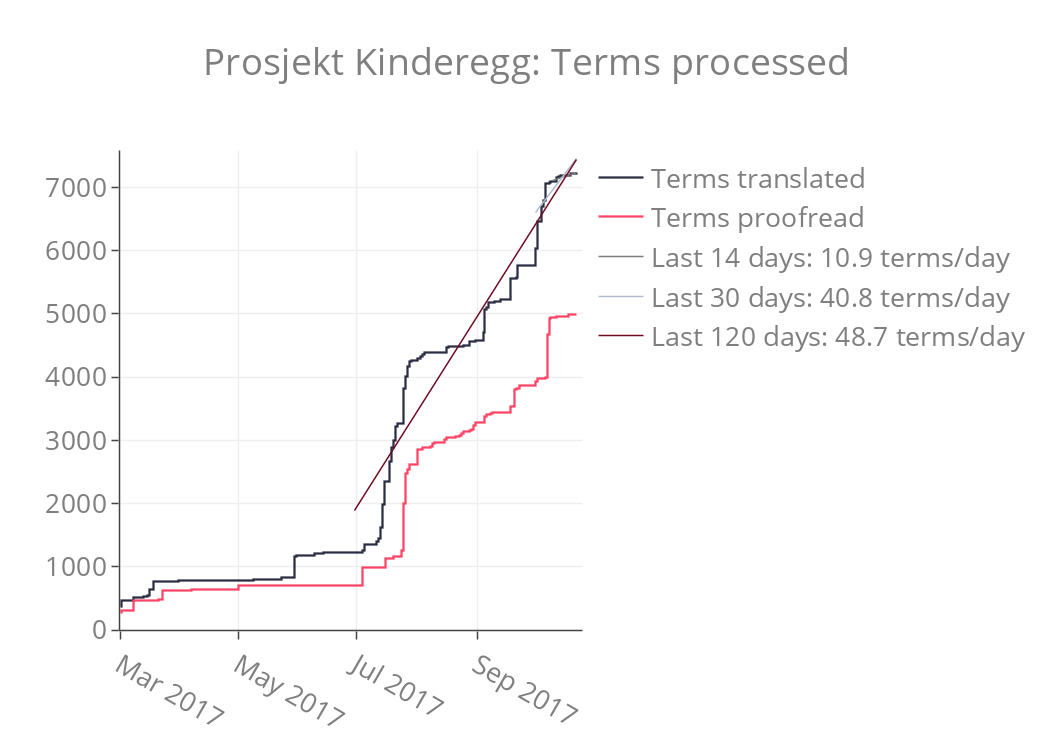 Prosjekt Kinderegg: Terms processed
Terms translated
Terms proofread
Last 14 days: 10.9 terms/day
Last 30 days: 40.8 terms/day
Last 120 days: 48.7 terms/day
7000
6000
5000
4000
3000
2000
1000
0
Mar 2017
May 2017
Jul 2017
Sep 2017